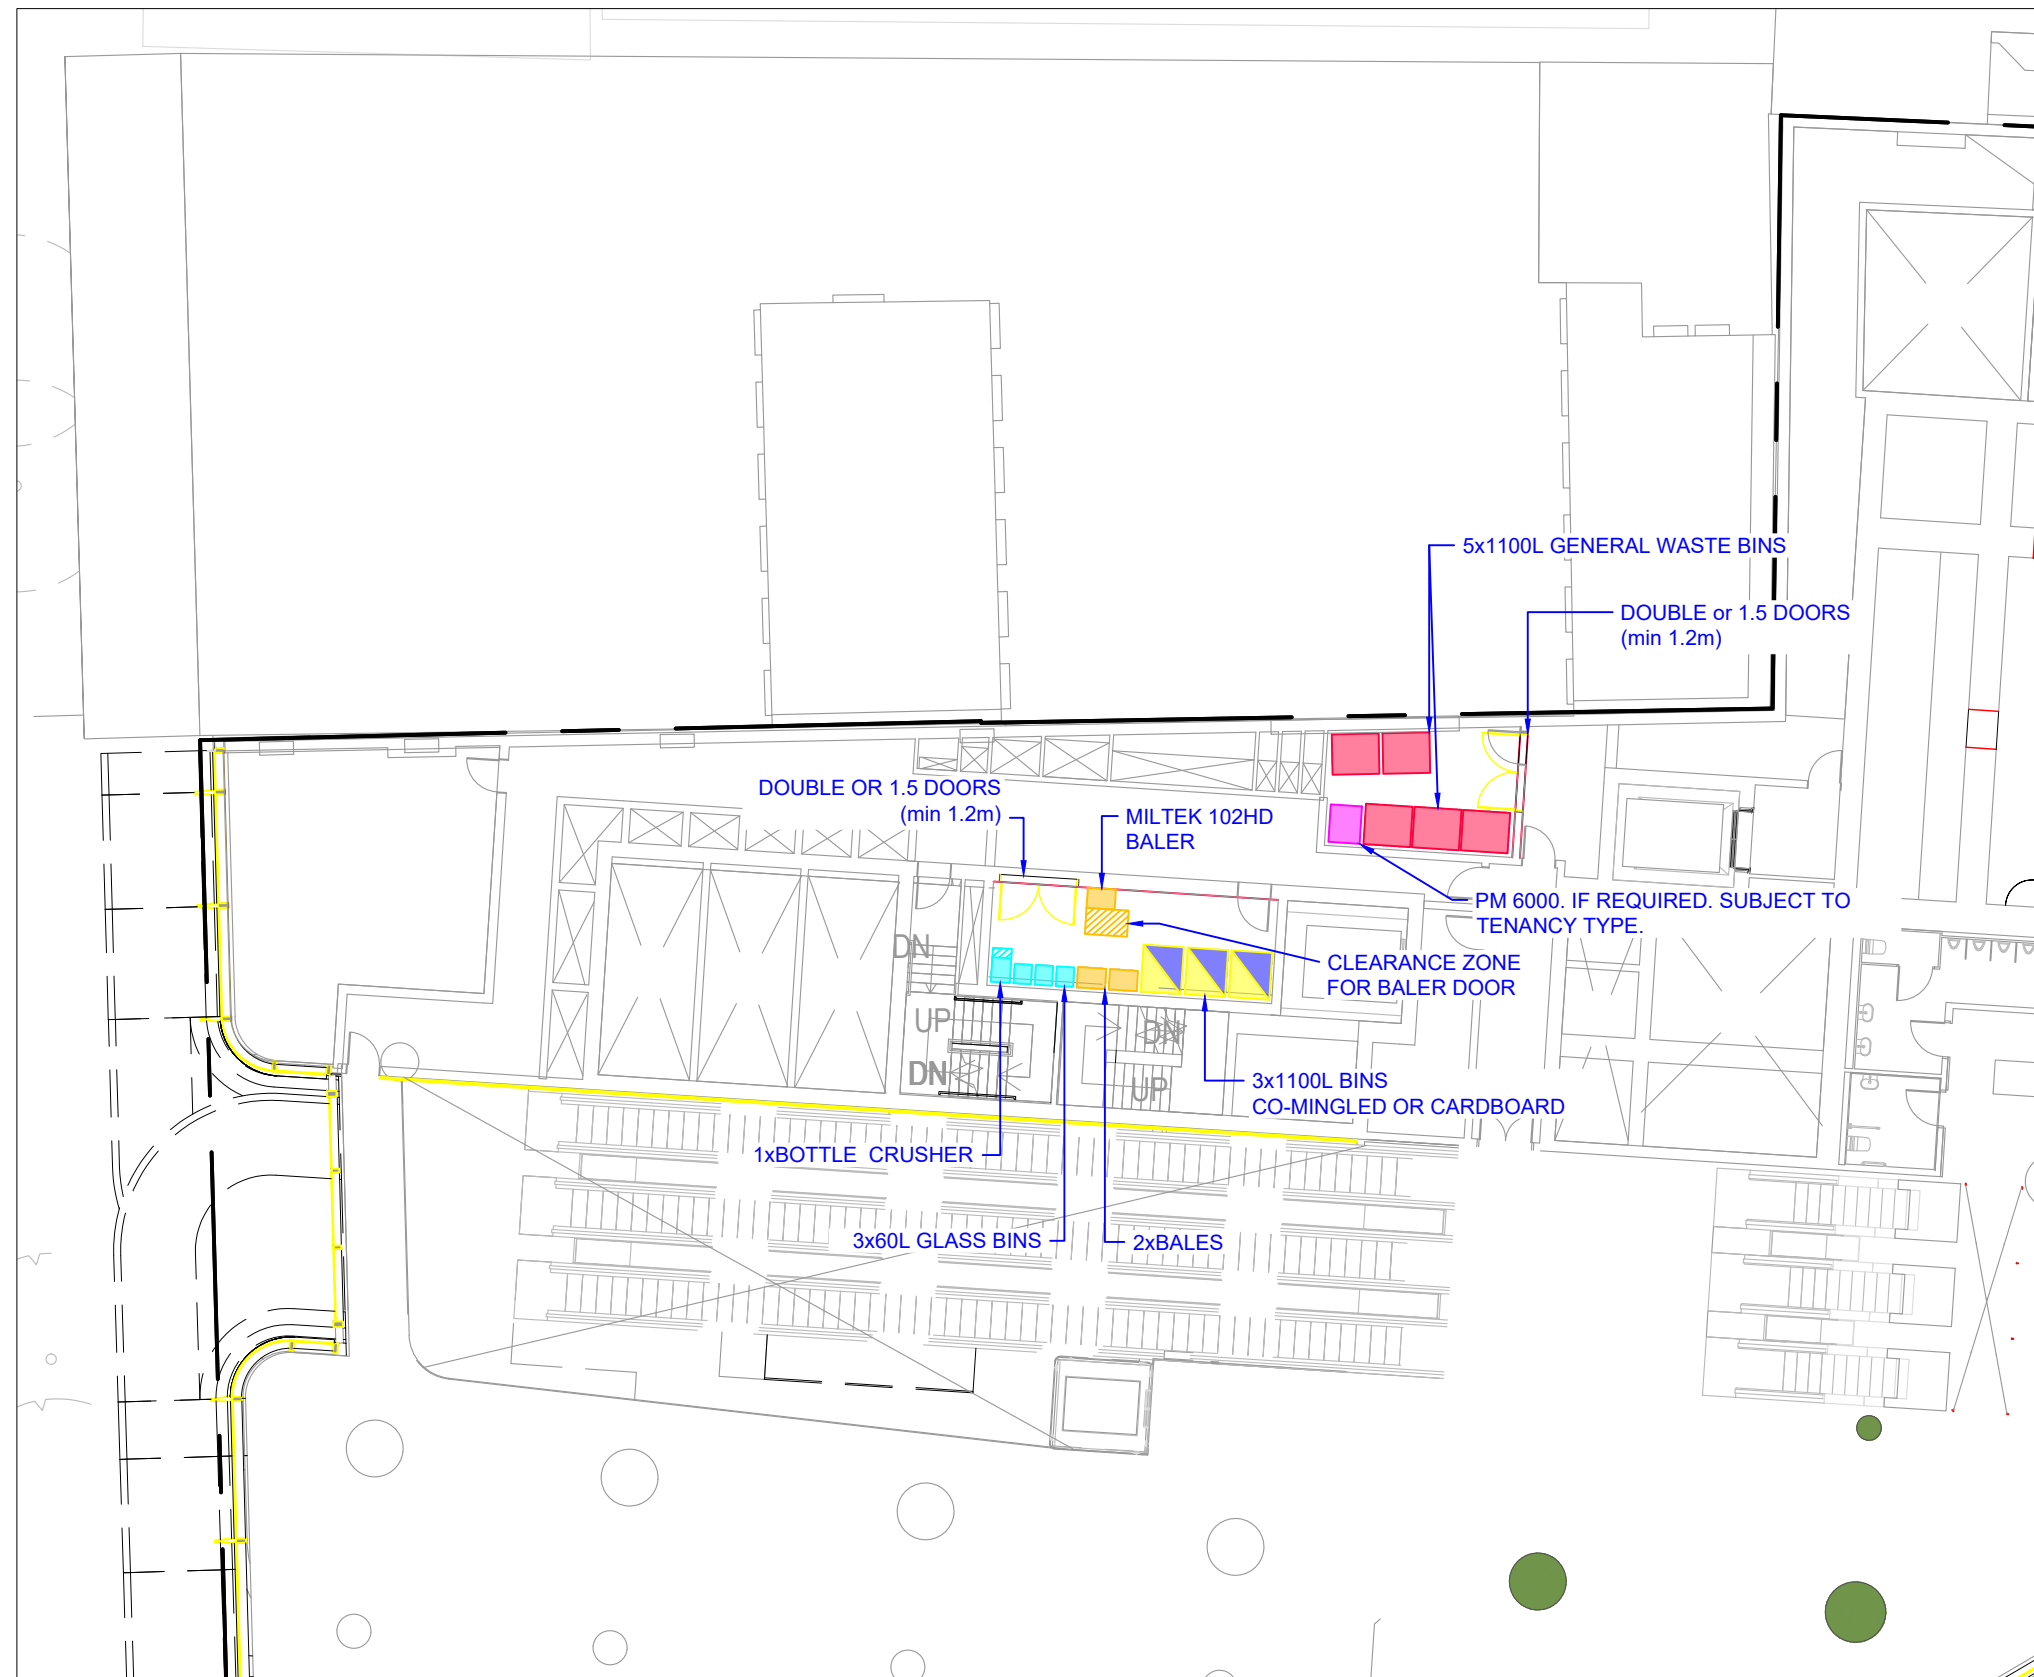 5x1100L GENERAL WASTE BINS
DOUBLE or 1.5 DOORS
(min 1.2m)
DOUBLE OR 1.5 DOORS
(min 1.2m)
MILTEK 102HD
BALER
PM 6000. IF REQUIRED. SUBJECT TO
TENANCY TYPE.
CLEARANCE ZONE
FOR BALER DOOR
DN
UP
DN
DN
UP
3x1100L BINS
CO-MINGLED OR CARDBOARD
1xBOTTLE CRUSHER
3x60L GLASS BINS
2xBALES